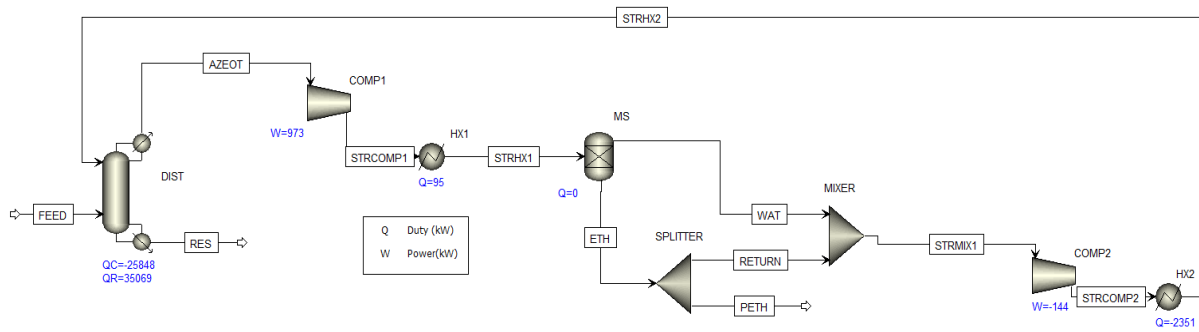 STRHX2
AZEOT
COMP1
W=973
STRCOMP1
HX1
Q=95
STRHX1
MS
Q=0
DIST
FEED
RES
QC=-25848
QR=35069
Q Duty (kW)
W Power(kW)
ETH
SPLITTER
WAT
RETURN
PETH
MIXER
STRMIX1
COMP2
W=-144
STRCOMP2
HX2
Q=-2351